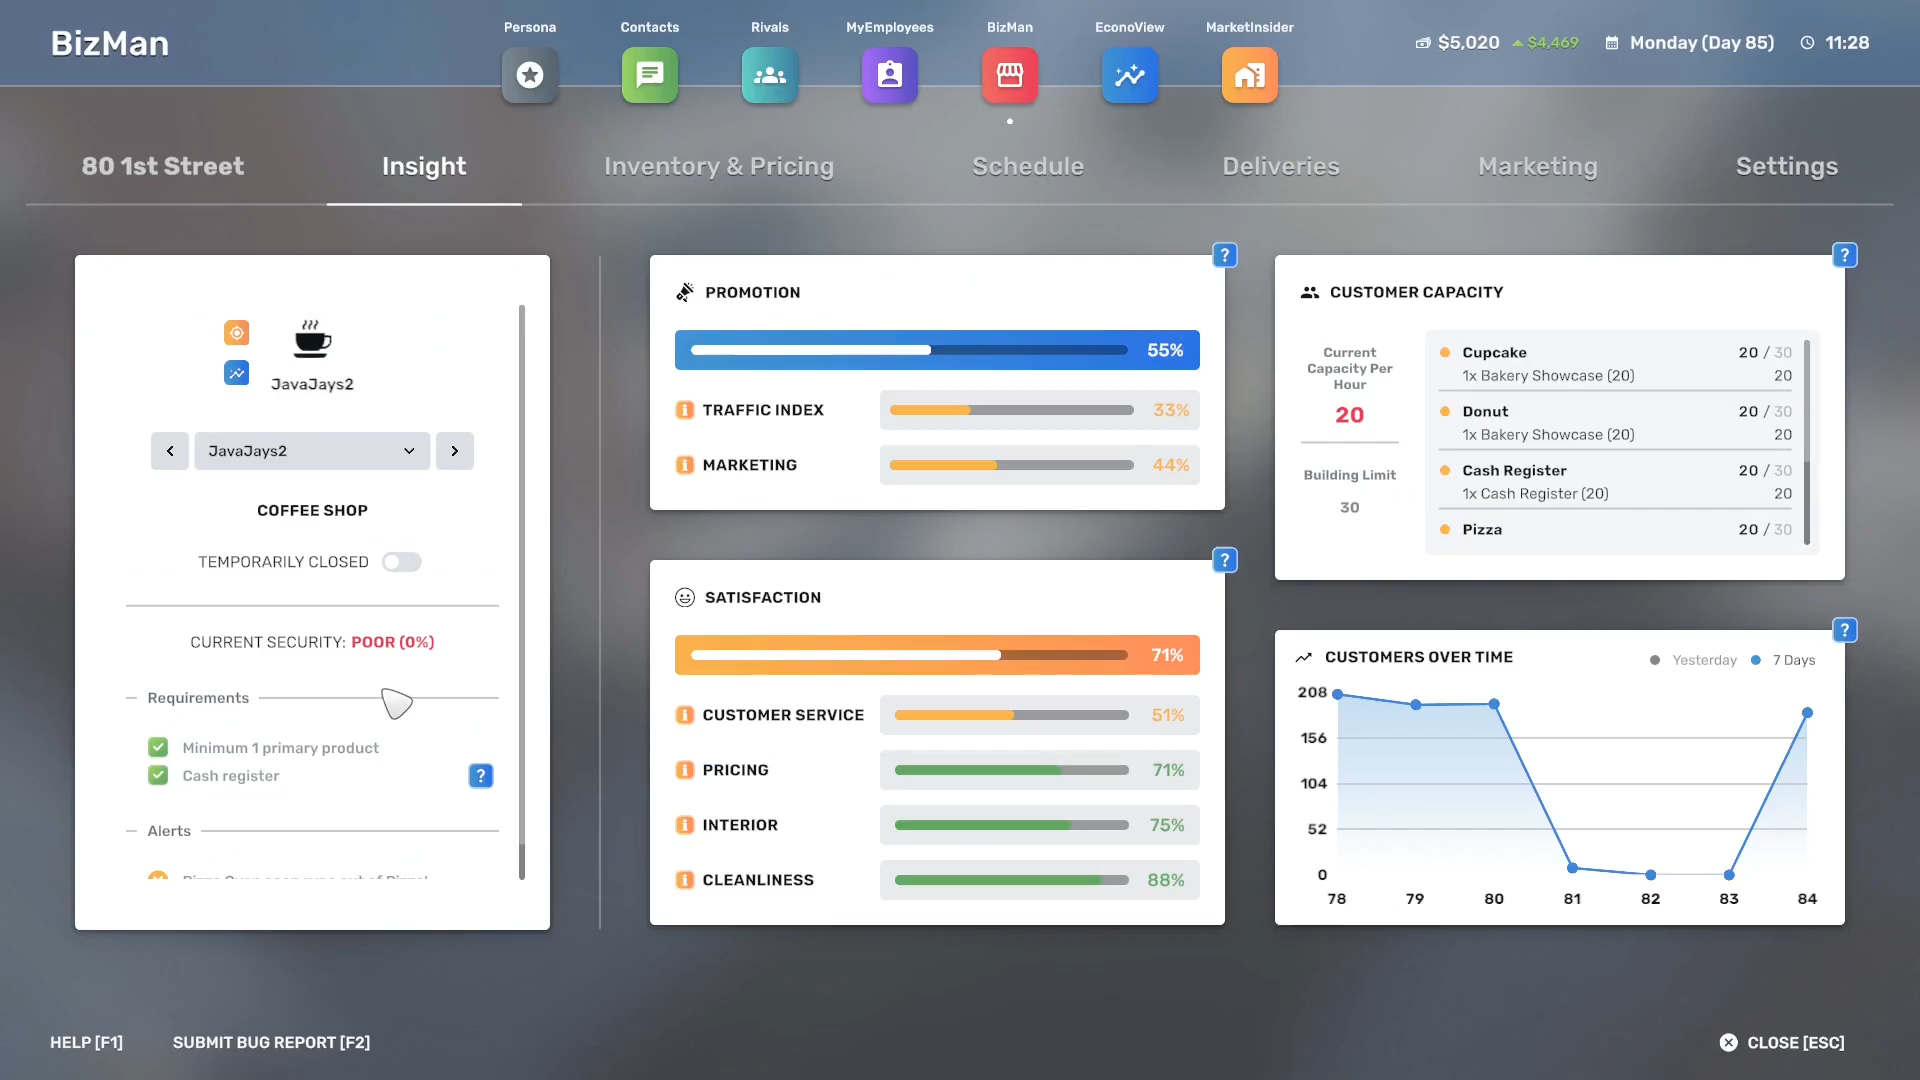 BizMan
Persona
Contacts
Rivals
MyEmployees
BizMan
EconoView
MarketInsider
$5,020
$4,469
Monday (Day 85)
11:28
80 1st Street
Insight
Inventory & Pricing
Schedule
Deliveries
Marketing
Settings
JavaJays2
JavaJays2
COFFEE SHOP
TEMPORARILY CLOSED
CURRENT SECURITY: POOR (0%)
Requirements
Minimum 1 primary product
Cash register
?
Alerts
?
PROMOTION
55%
TRAFFIC INDEX
33%
MARKETING
44%
?
SATISFACTION
71%
CUSTOMER SERVICE
51%
PRICING
71%
INTERIOR
75%
CLEANLINESS
88%
?
CUSTOMER CAPACITY
Current
Capacity Per
Hour
20
Building Limit
30
Cupcake 20 / 30
1x Bakery Showcase (20) 20
Donut 20 / 30
1x Bakery Showcase (20) 20
Cash Register 20 / 30
1x Cash Register (20) 20
Pizza 20 / 30
?
CUSTOMERS OVER TIME
Yesterday
7 Days
208
156
104
52
0
78 79 80 81 82 83 84
HELP [F1]
SUBMIT BUG REPORT [F2]
CLOSE [ESC]